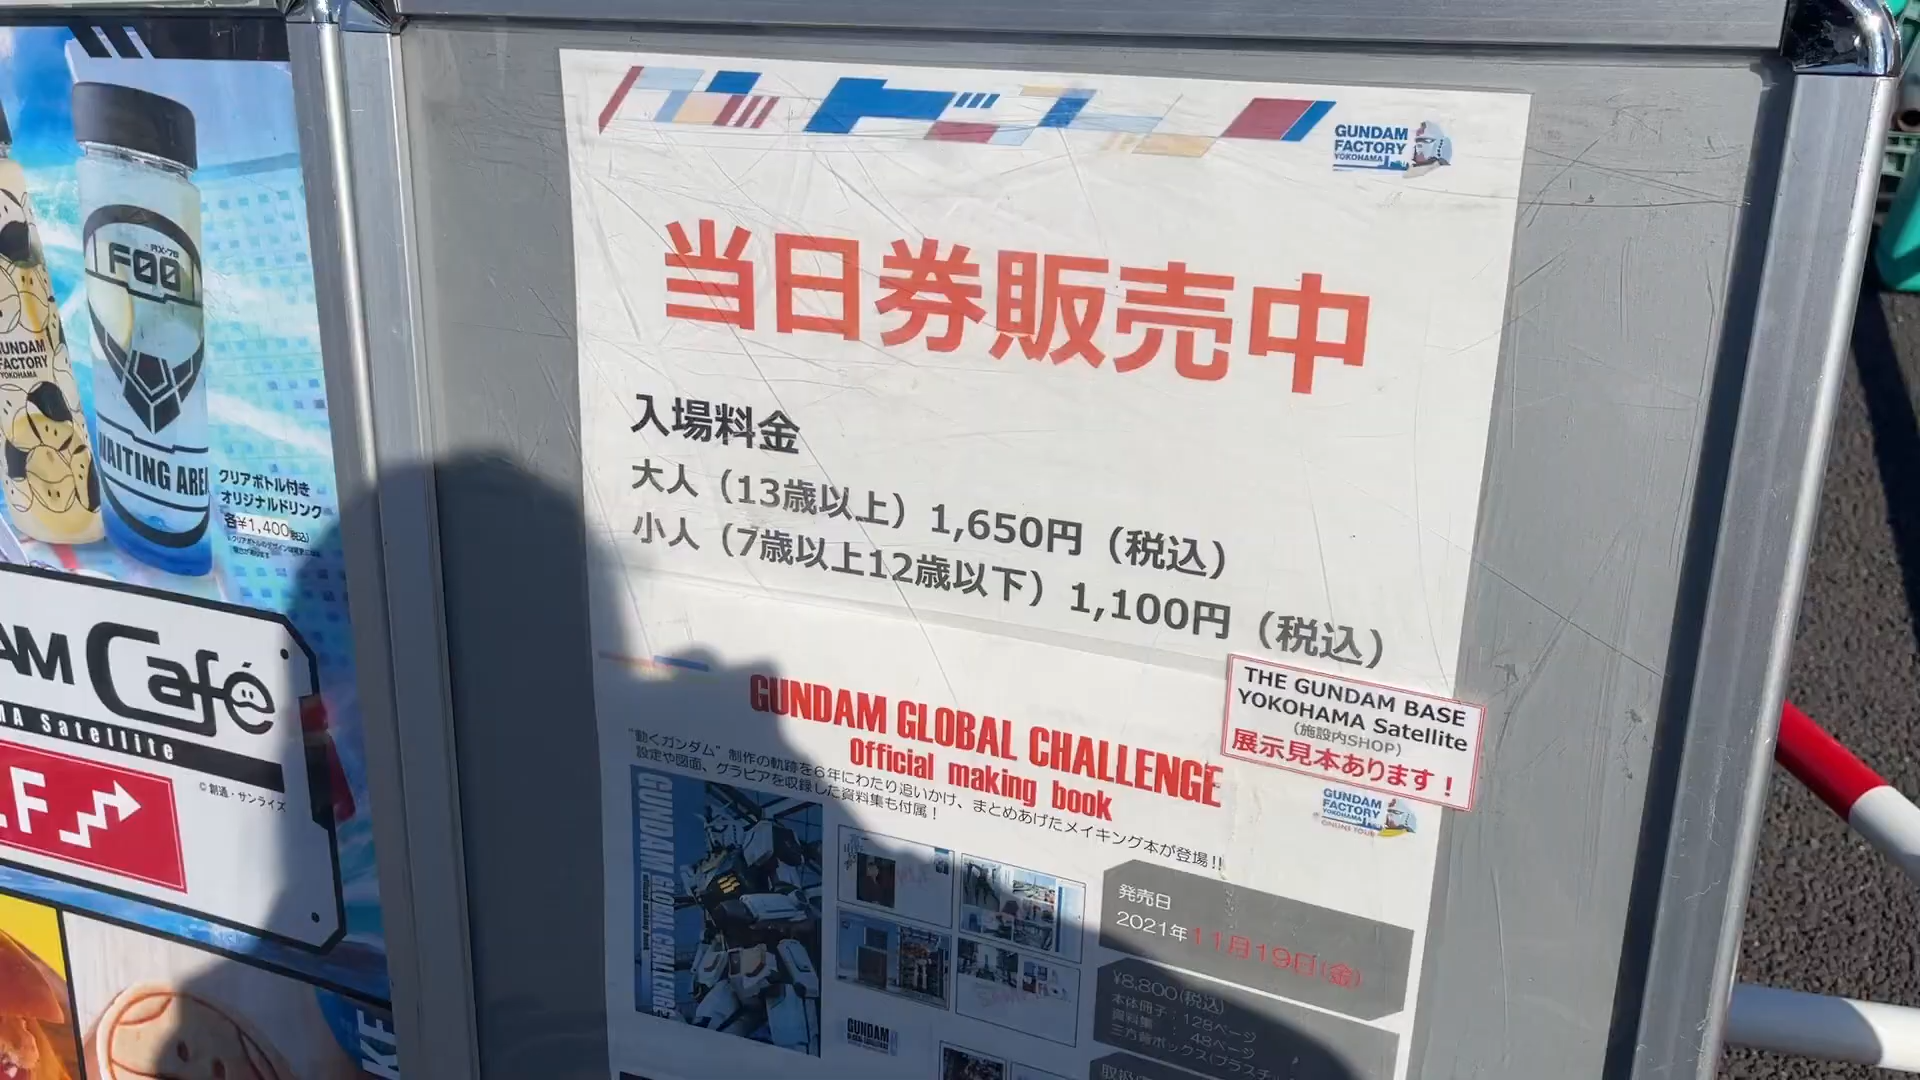 GUNDAM
FACTORY
YOKOHAMA
当日券販売中
入場料金
大人（13歳以上）1,650円（税込）
小人（7歳以上12歳以下）1,100円（税込）
THE GUNDAM BASE
YOKOHAMA Satellite
（施設内SHOP）
展示見本あります！
GUNDAM GLOBAL CHALLENGE
Official making book
"動くガンダム" 制作の軌跡を6年にわたり追いかけ、まとめあげたメイキング本が登場!!
設定や図面、グラビアを収録した資料集も付属！
GUNDAM
FACTORY
YOKOHAMA
ONLINE TOUR
GUNDAM GLOBAL CHALLENGE
発売日
2021年11月19日(金)
¥8,800(税込)
本体冊子：128ページ
資料集：48ページ
三方背ボックス(プラスチッ
GUNDAM
RX-78
F00
WAITING AREA
UNDAM
FACTORY
YOKOHAMA
クリアボトル付き
オリジナルドリンク
各¥1,400(税込)
AM Café
MA Satellite
LF
©創通・サンライズ